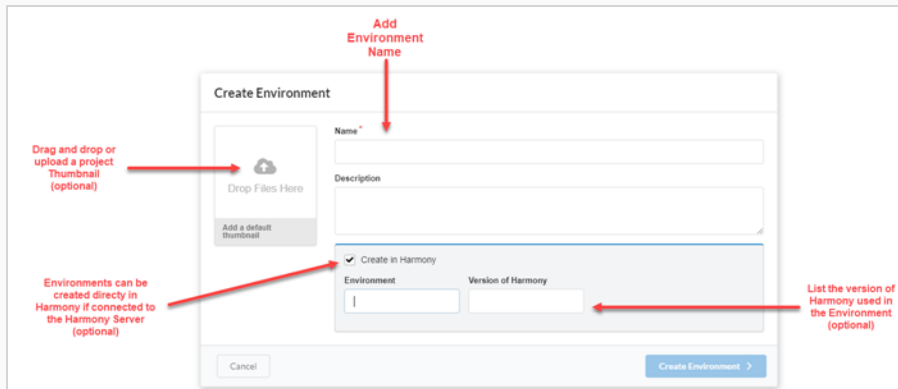 Add
Environment
Name
Create Environment
Name *
Drag and drop or
upload a project
Thumbnail
(optional)
Drop Files Here
Description
Add a default
thumbnail
Create in Harmony
Environments can be
created directy in
Harmony if connected to
the Harmony Server
(optional)
Environment
Version of Harmony
List the version of
Harmony used in
the Environment
(optional)
Cancel
Create Environment